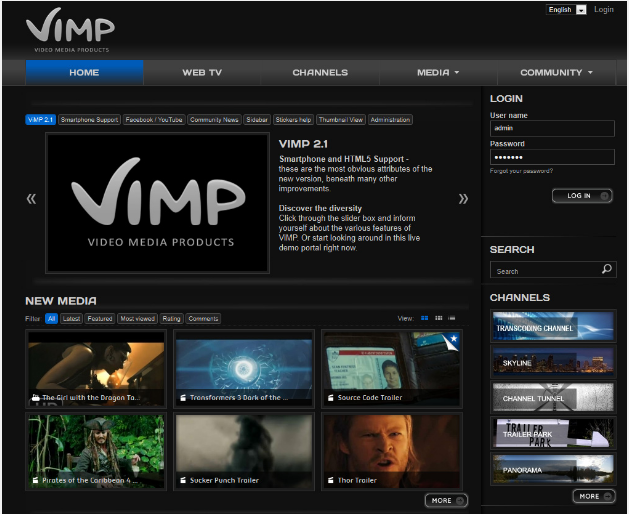 English
Login
VIMP
VIDEO MEDIA PRODUCTS
HOME
WEB TV
CHANNELS
MEDIA
COMMUNITY
ViMP 2.1
Smartphone Support
Facebook / YouTube
Community News
Sidebar
Stickers help
Thumbnail View
Administration
VIMP
VIDEO MEDIA PRODUCTS
VIMP 2.1
Smartphone and HTML5 Support -
these are the most obvious attributes of the
new version, beneath many other
improvements.
Discover the diversity
Click through the slider box and inform
yourself about the various features of
ViMP. Or start looking around in this live
demo portal right now.
NEW MEDIA
Filter
All
Latest
Featured
Most viewed
Rating
Comments
View:
The Girl with the Dragon Ta...
Transformers 3 Dark of the ...
Source Code Trailer
Pirates of the Caribbean 4 ...
Sucker Punch Trailer
Thor Trailer
MORE
LOGIN
User name
admin
Password
•••••••
Forgot your password?
LOG IN
SEARCH
Search
CHANNELS
TRANSCODING CHANNEL
SKYLINE
CHANNEL TUNNEL
TRAILER
PARK
TRAILER PARK
PANORAMA
MORE